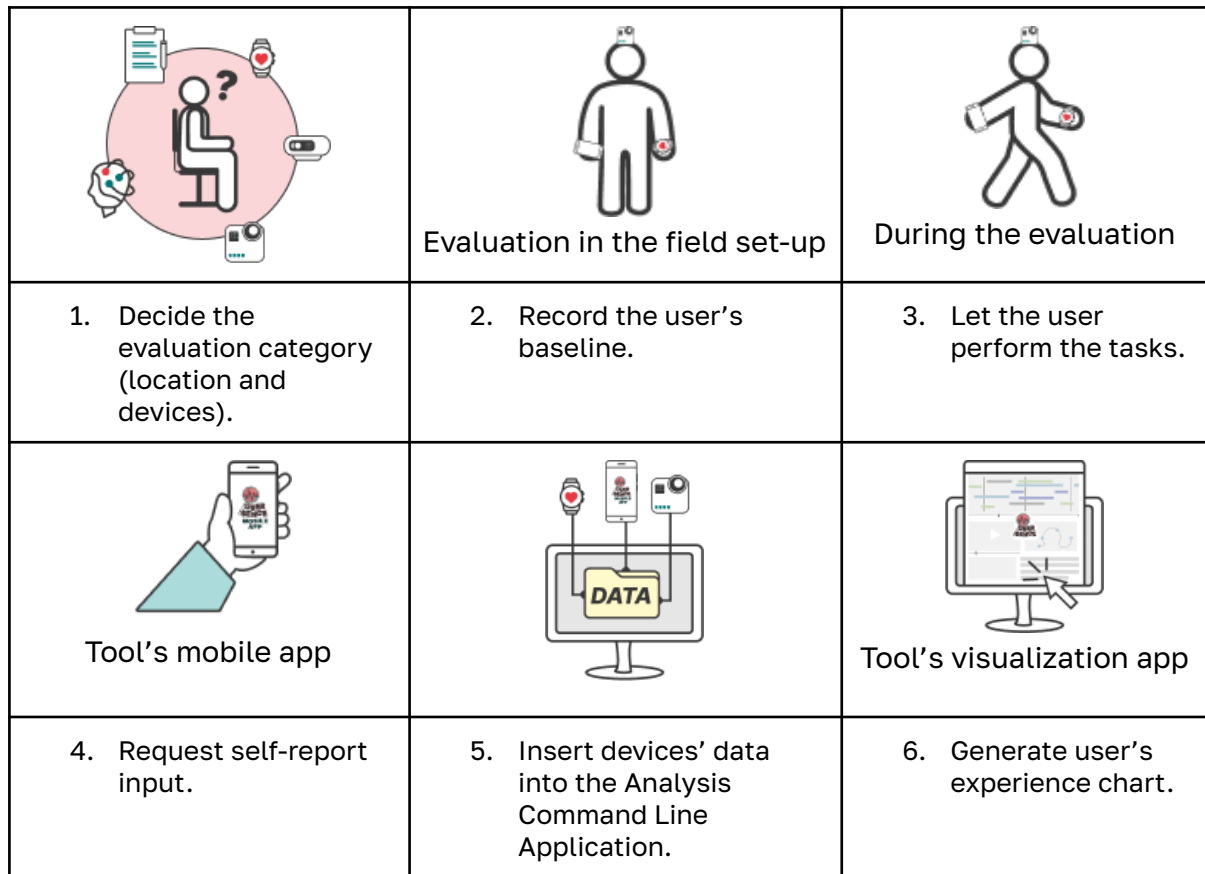 ?
Evaluation in the field set-up
During the evaluation
1. Decide the
evaluation category
(location and
devices).
2. Record the user’s
baseline.
3. Let the user
perform the tasks.
Tool’s mobile app
DATA
Tool’s visualization app
4. Request self-report
input.
5. Insert devices’ data
into the Analysis
Command Line
Application.
6. Generate user’s
experience chart.